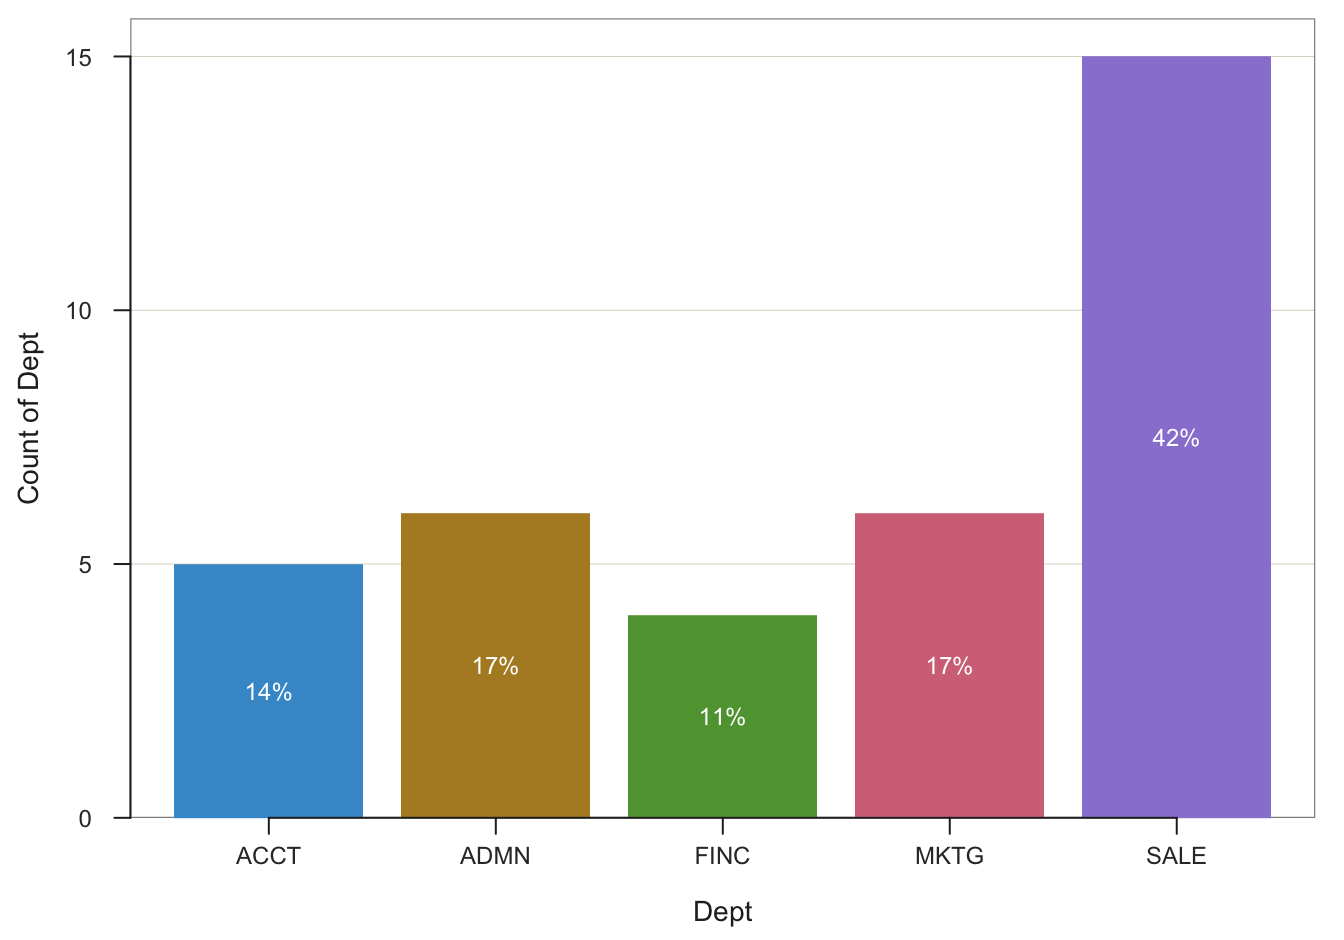 15
10
5
0
Count of Dept
14%
17%
11%
17%
42%
ACCT
ADMN
FINC
MKTG
SALE
Dept